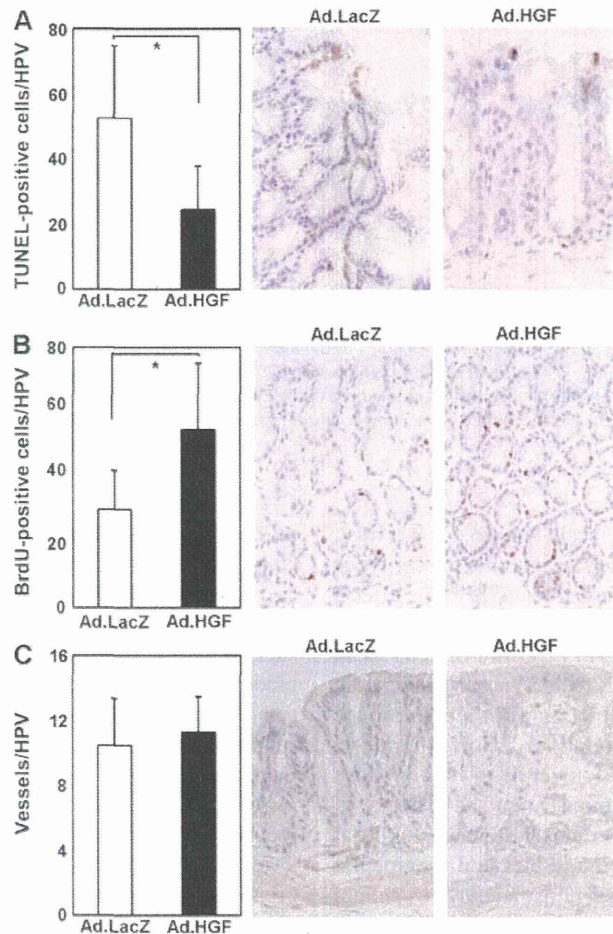 A
Ad.LacZ
Ad.HGF
TUNEL-positive cells/HPV
80
60
40
20
0
*
Ad.LacZ
Ad.HGF
B
Ad.LacZ
Ad.HGF
BrdU-positive cells/HPV
80
60
40
20
0
*
Ad.LacZ
Ad.HGF
C
Ad.LacZ
Ad.HGF
Vessels/HPV
16
12
8
4
0
Ad.LacZ
Ad.HGF